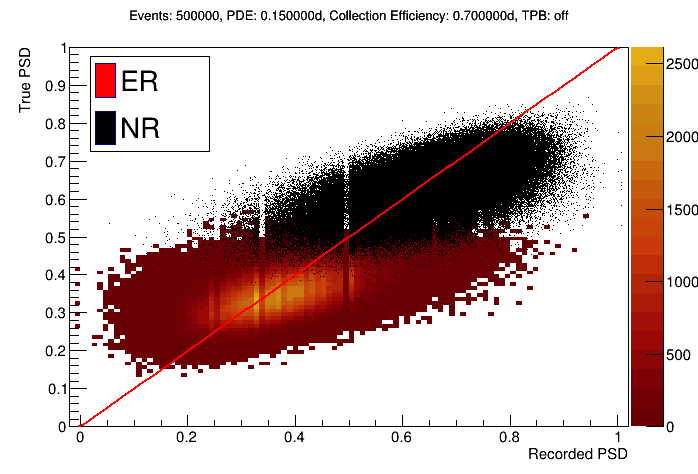 Events: 500000, PDE: 0.150000d, Collection Efficiency: 0.700000d, TPB: off
True PSD
1
0.9
0.8
0.7
0.6
0.5
0.4
0.3
0.2
0.1
0
ER
NR
2500
2000
1500
1000
500
0
0 0.2 0.4 0.6 0.8 1
Recorded PSD